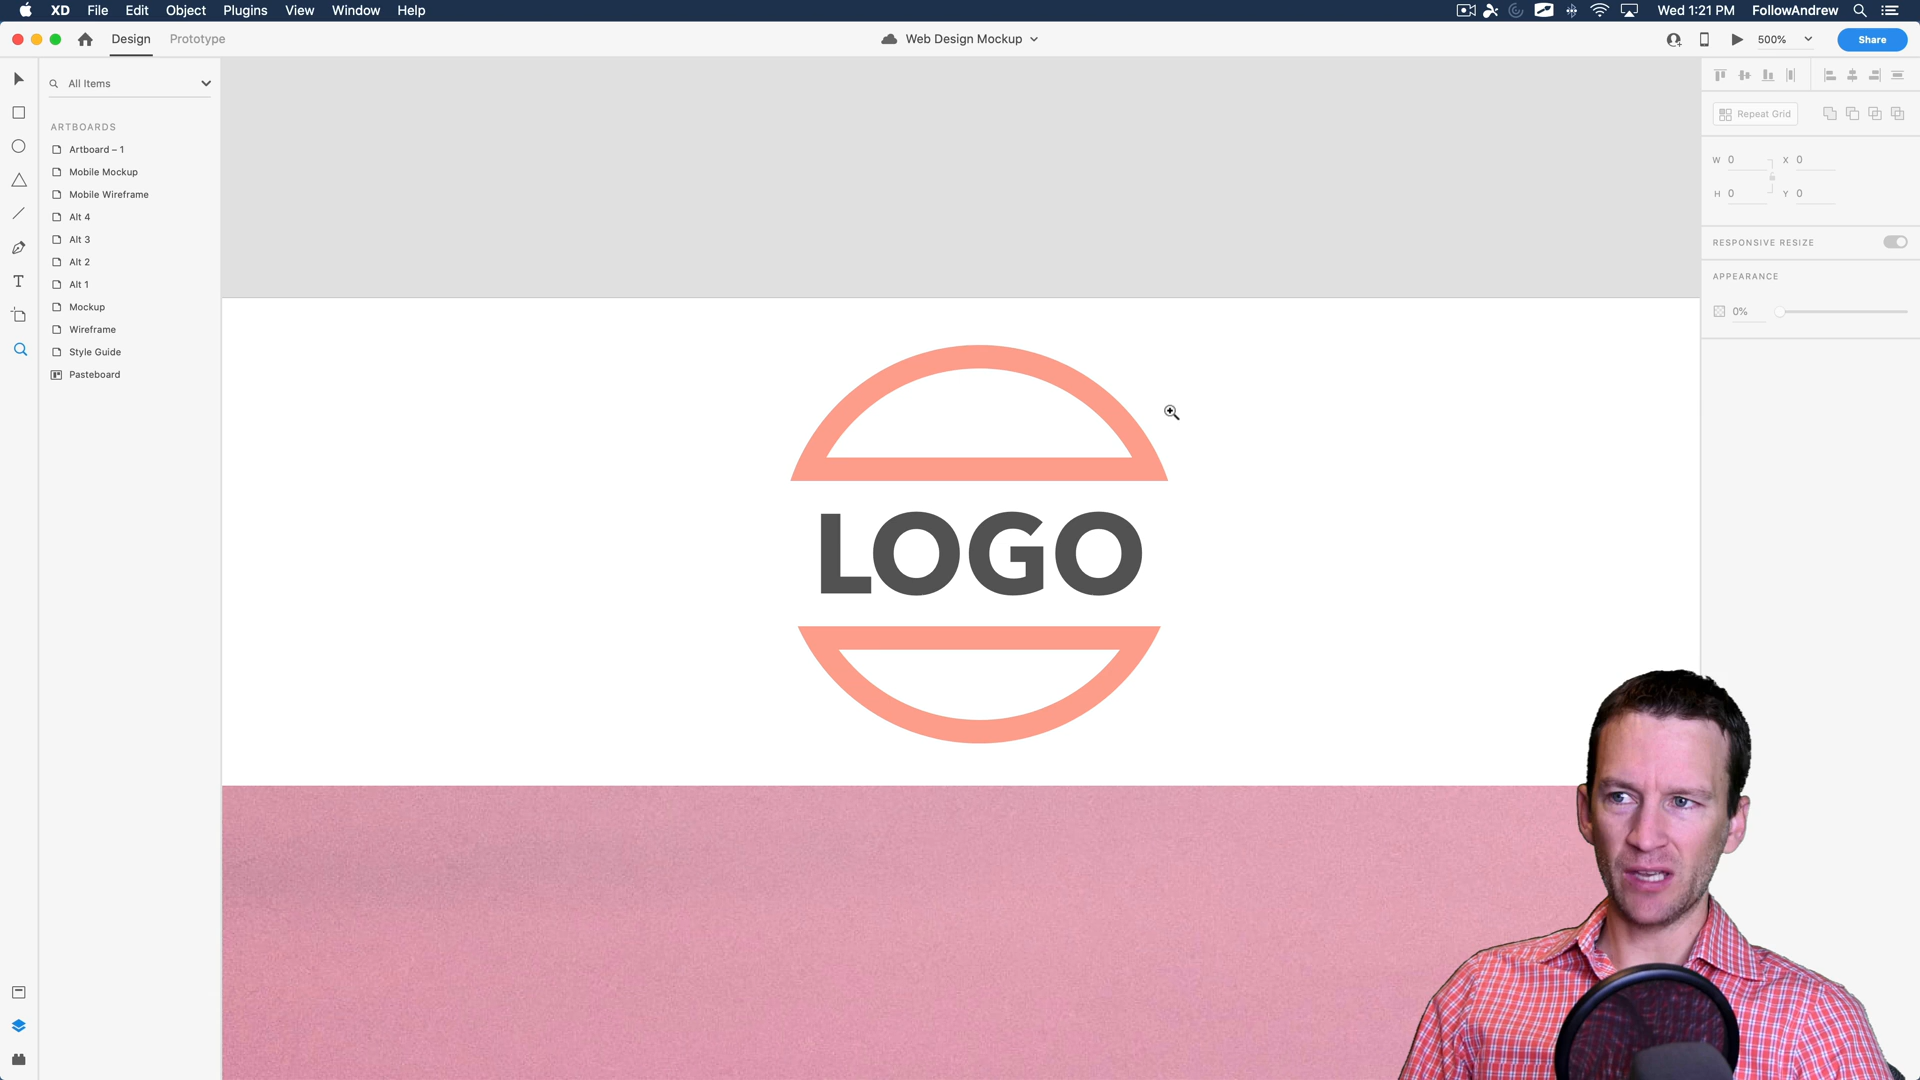 XD File Edit Object Plugins View Window Help
Wed 1:21 PM FollowAndrew
Design Prototype
Web Design Mockup
500%
Share
All Items
ARTBOARDS
Artboard – 1
Mobile Mockup
Mobile Wireframe
Alt 4
Alt 3
Alt 2
Alt 1
Mockup
Wireframe
Style Guide
Pasteboard
LOGO
Repeat Grid
W 0 X 0
H 0 Y 0
RESPONSIVE RESIZE
APPEARANCE
0%